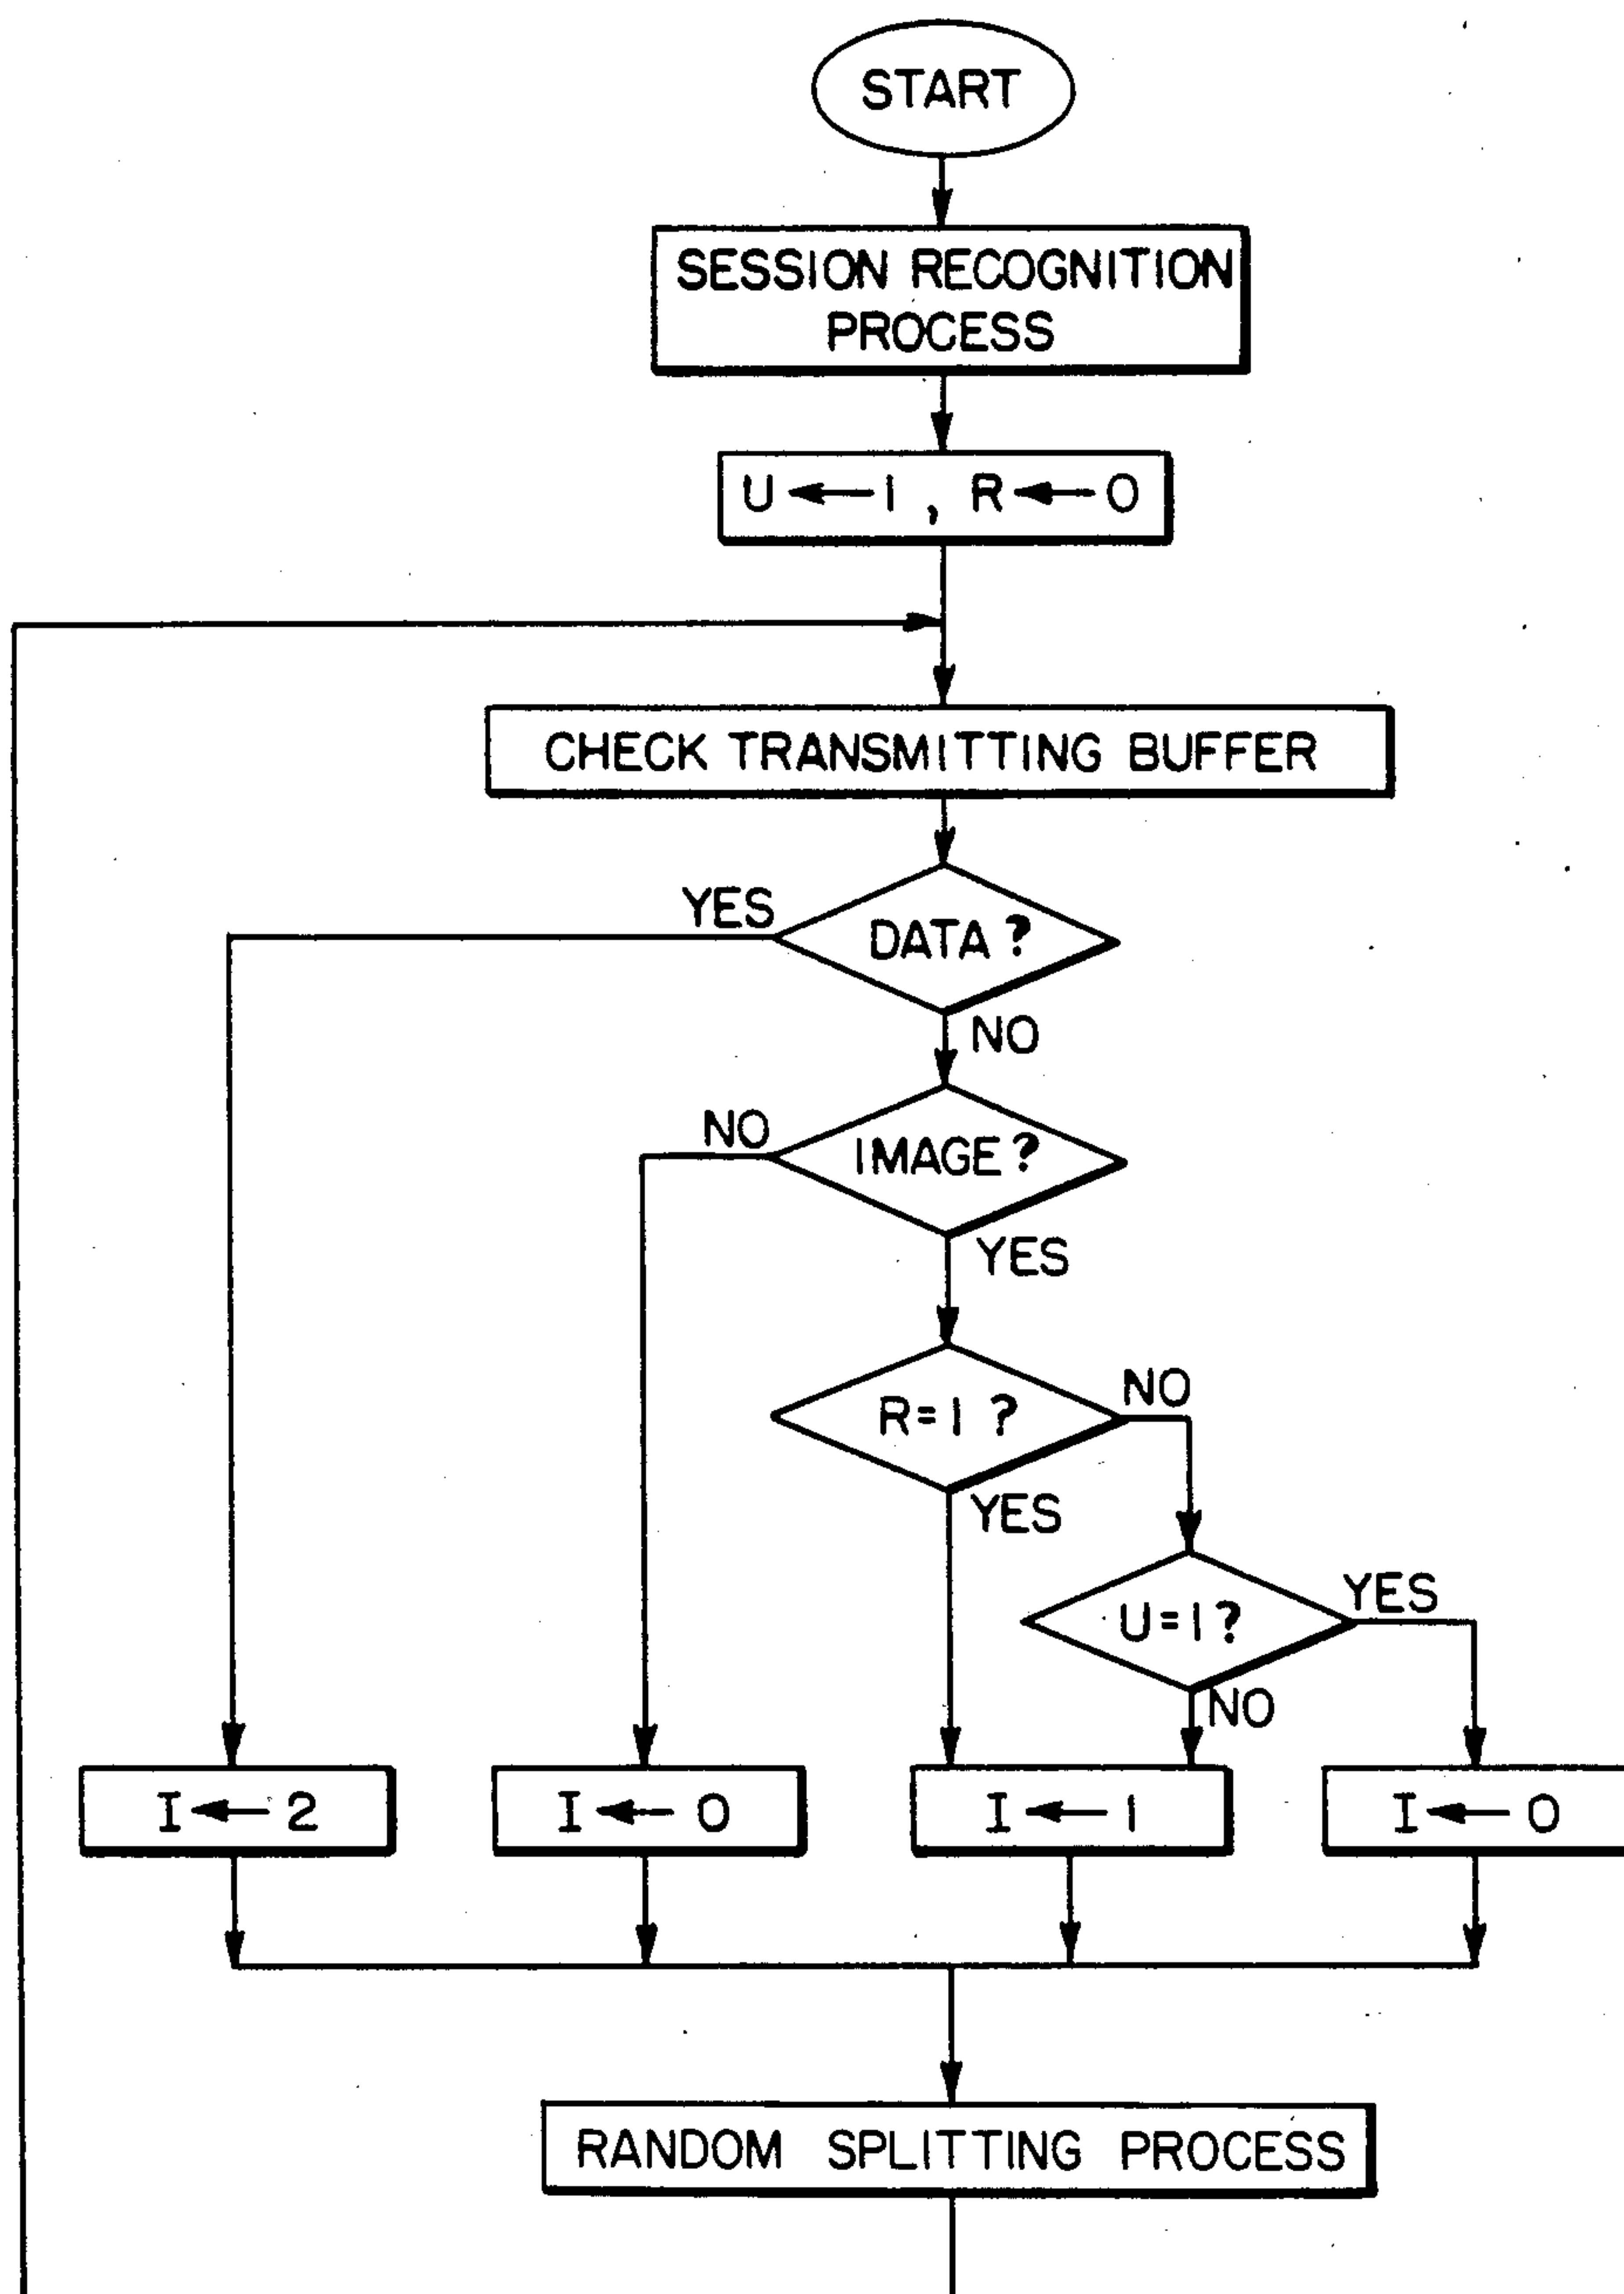 START
SESSION RECOGNITION
PROCESS
U ← 1 , R ← 0
CHECK TRANSMITTING BUFFER
YES
DATA ?
NO
NO
IMAGE ?
YES
R = 1 ?
NO
YES
U = 1 ?
YES
NO
I ← 2
I ← 0
I ← 1
I ← 0
RANDOM SPLITTING PROCESS